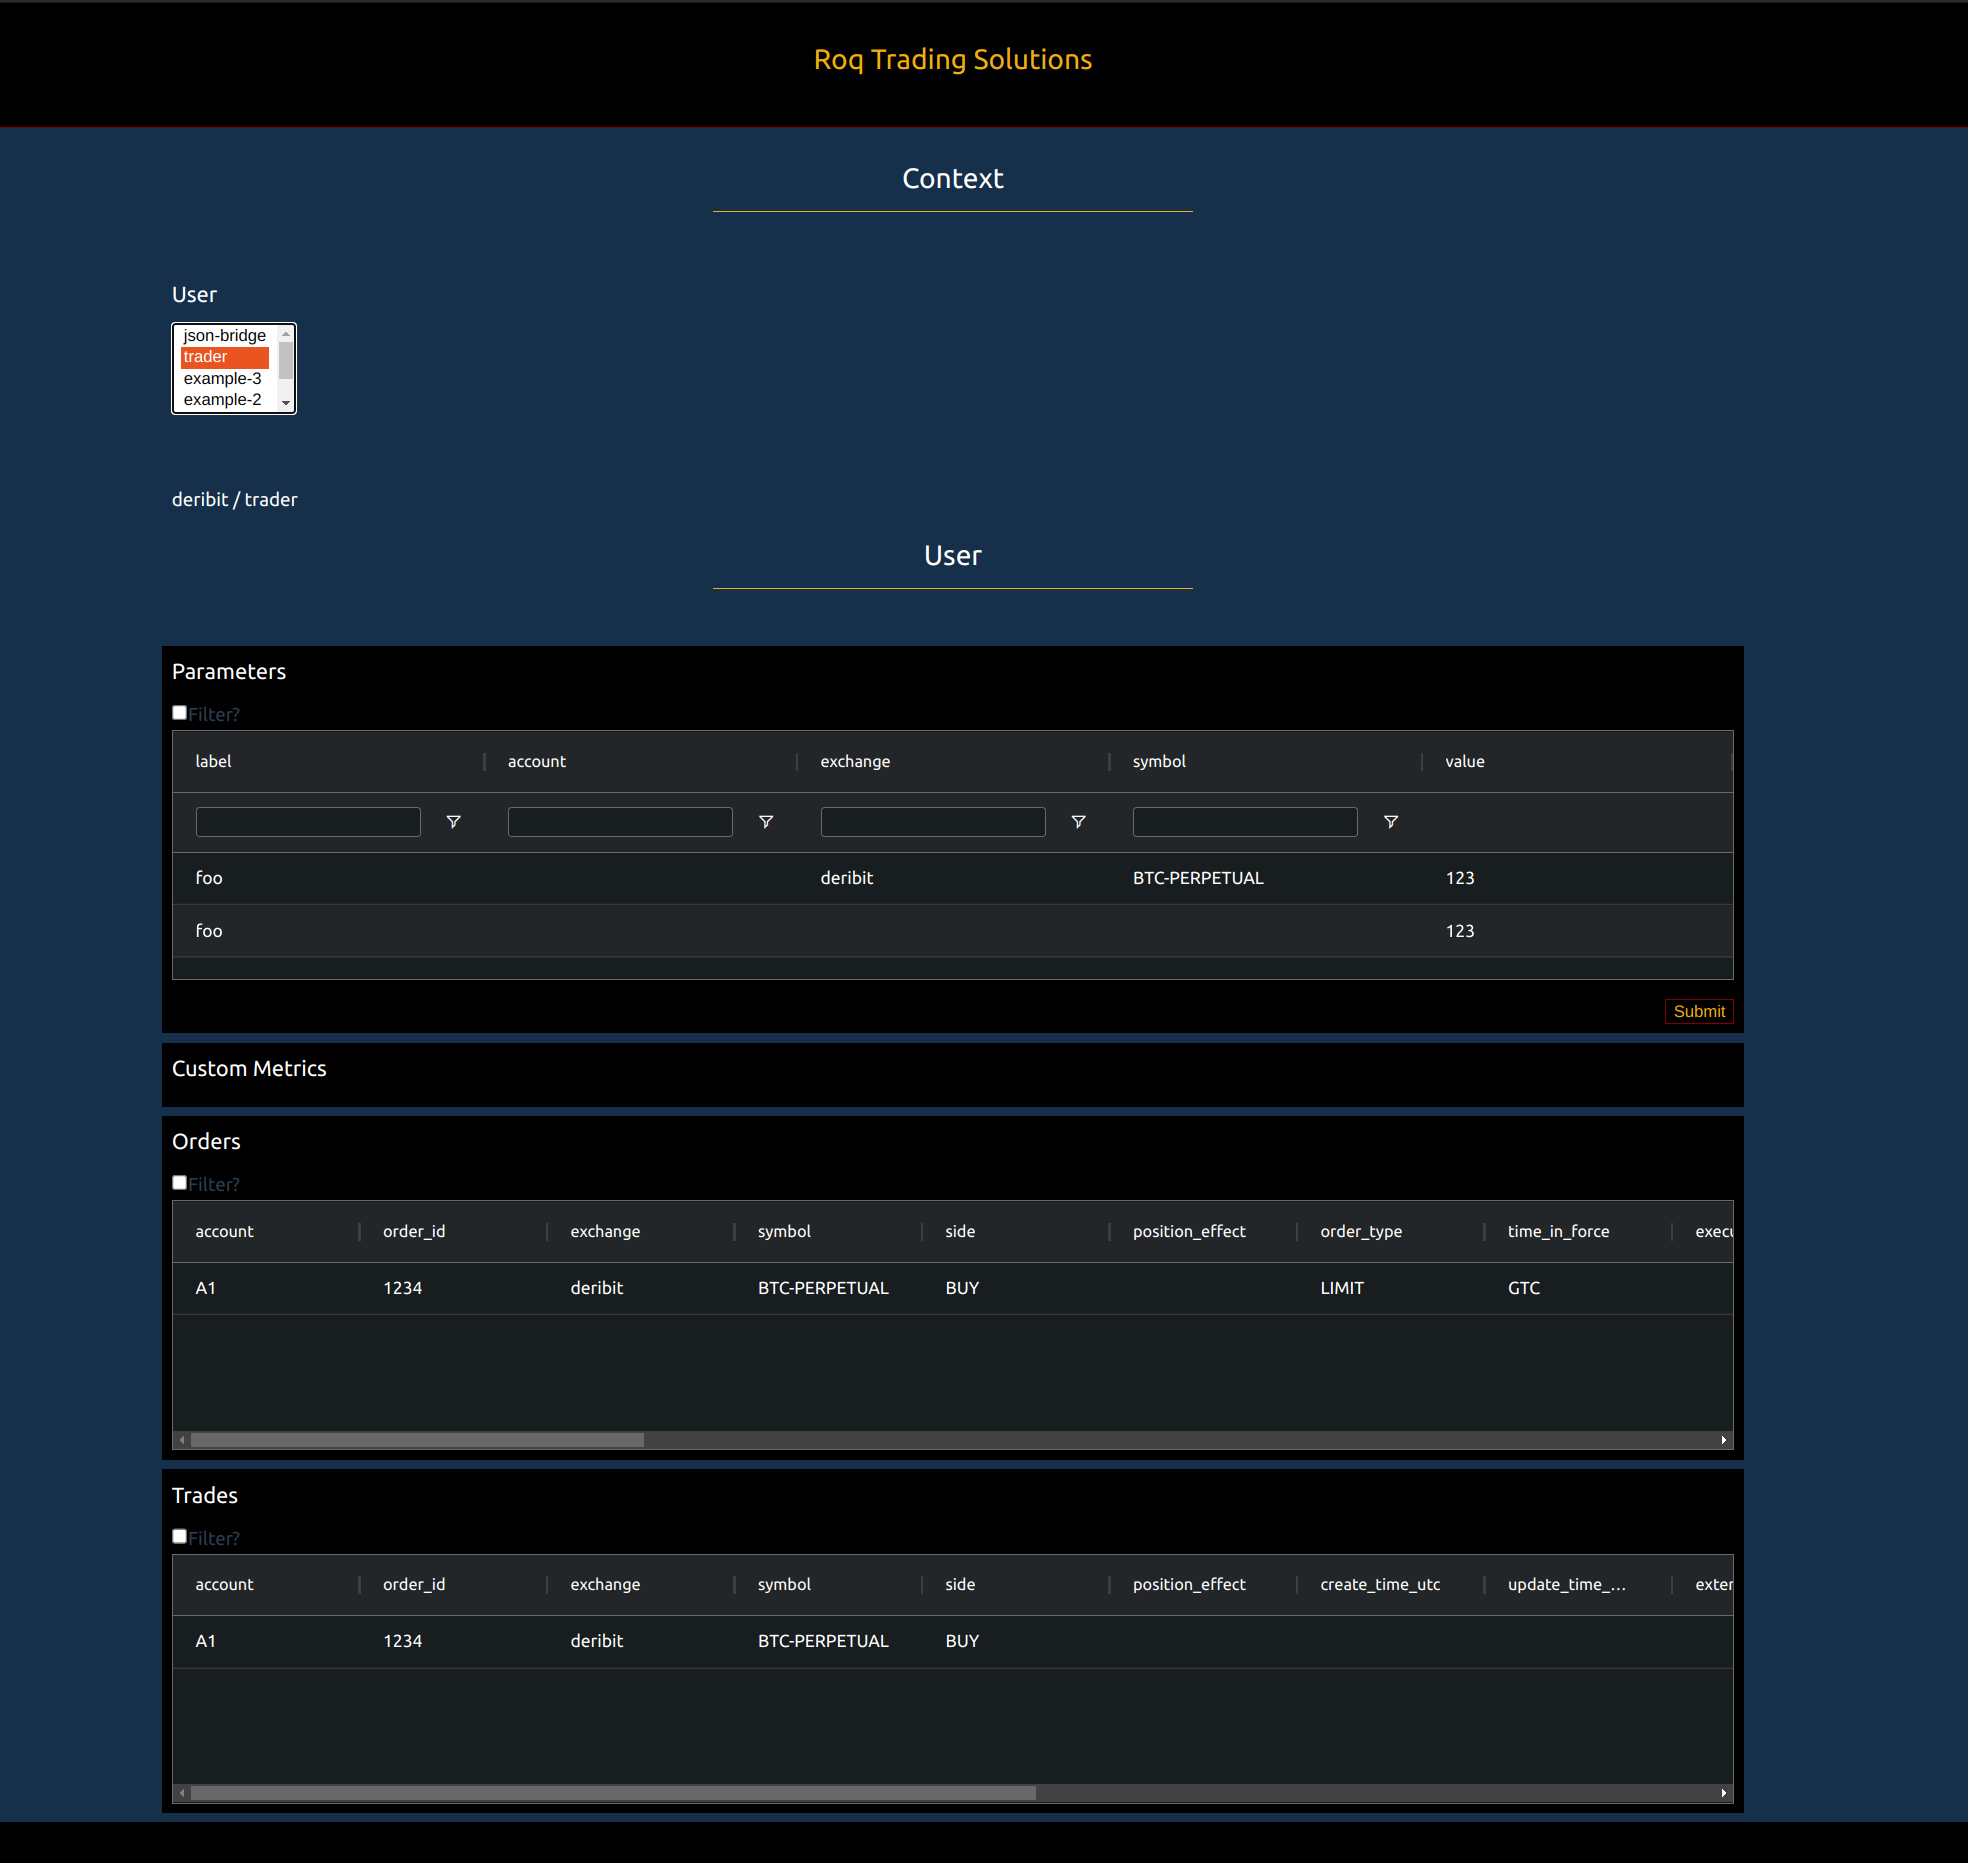 Roq Trading Solutions
Context
User
json-bridge
trader
example-3
example-2
deribit / trader
User
Parameters
Filter?
label account exchange symbol value
foo deribit BTC-PERPETUAL 123
foo 123
Submit
Custom Metrics
Orders
Filter?
account order_id exchange symbol side position_effect order_type time_in_force execu
A1 1234 deribit BTC-PERPETUAL BUY LIMIT GTC
Trades
Filter?
account order_id exchange symbol side position_effect create_time_utc update_time_... exter
A1 1234 deribit BTC-PERPETUAL BUY